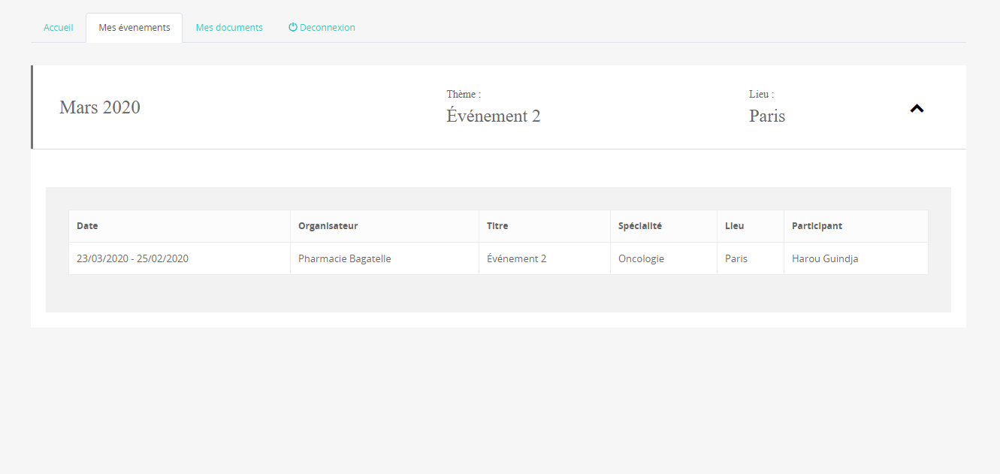 Accueil Mes évenements Mes documents Deconnexion
Thème : Lieu :
Mars 2020 Événement 2 Paris
Date Organisateur Titre Spécialité Lieu Participant
23/03/2020 - 25/02/2020 Pharmacie Bagatelle Événement 2 Oncologie Paris Harou Guindja